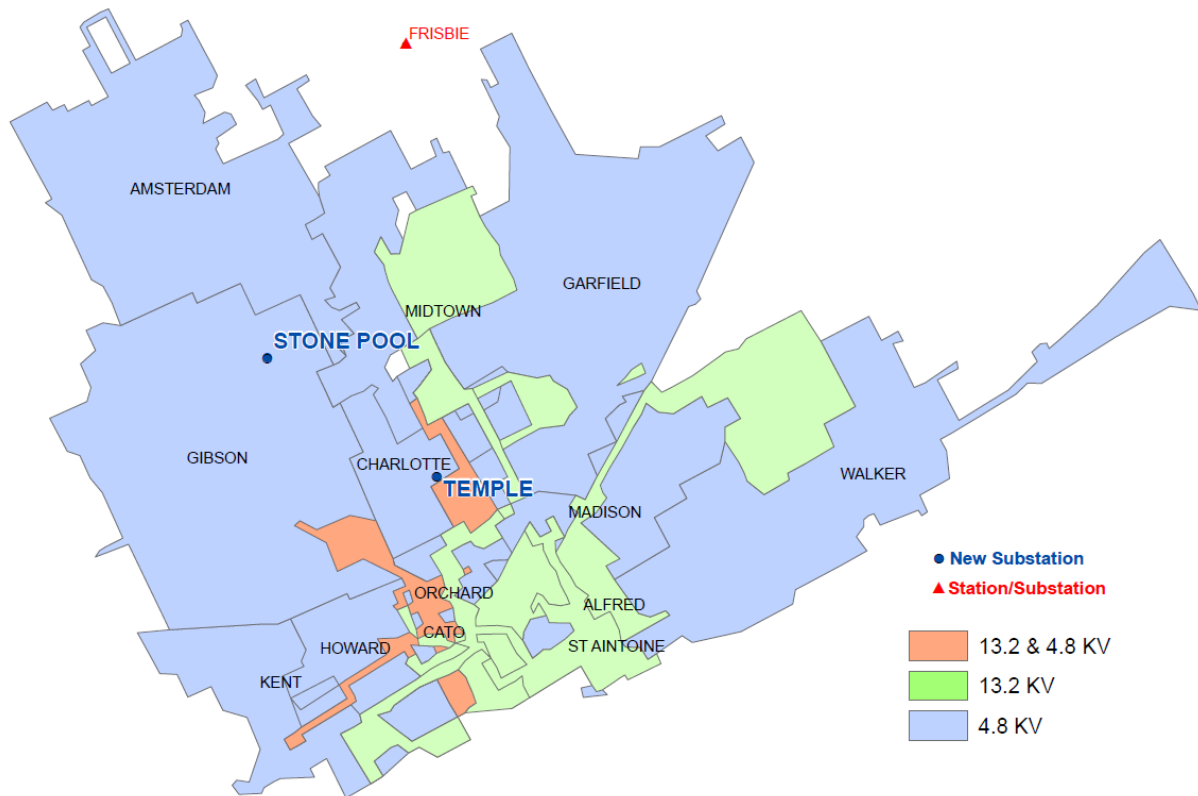 FRISBIE
AMSTERDAM
GARFIELD
MIDTOWN
STONE POOL
GIBSON
CHARLOTTE
WALKER
TEMPLE
MADISON
New Substation
Station/Substation
ORCHARD
ALFRED
CATO
HOWARD
ST AINTOINE
KENT
13.2 & 4.8 KV
13.2 KV
4.8 KV